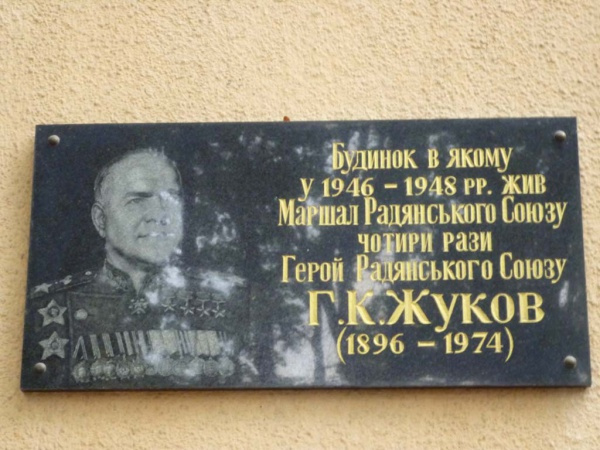 Будинок в якому
у 1946 – 1948 рр. жив
Маршал Радянського Союзу
чотири рази
Герой Радянського Союзу
Г.К.Жуков
(1896 – 1974)